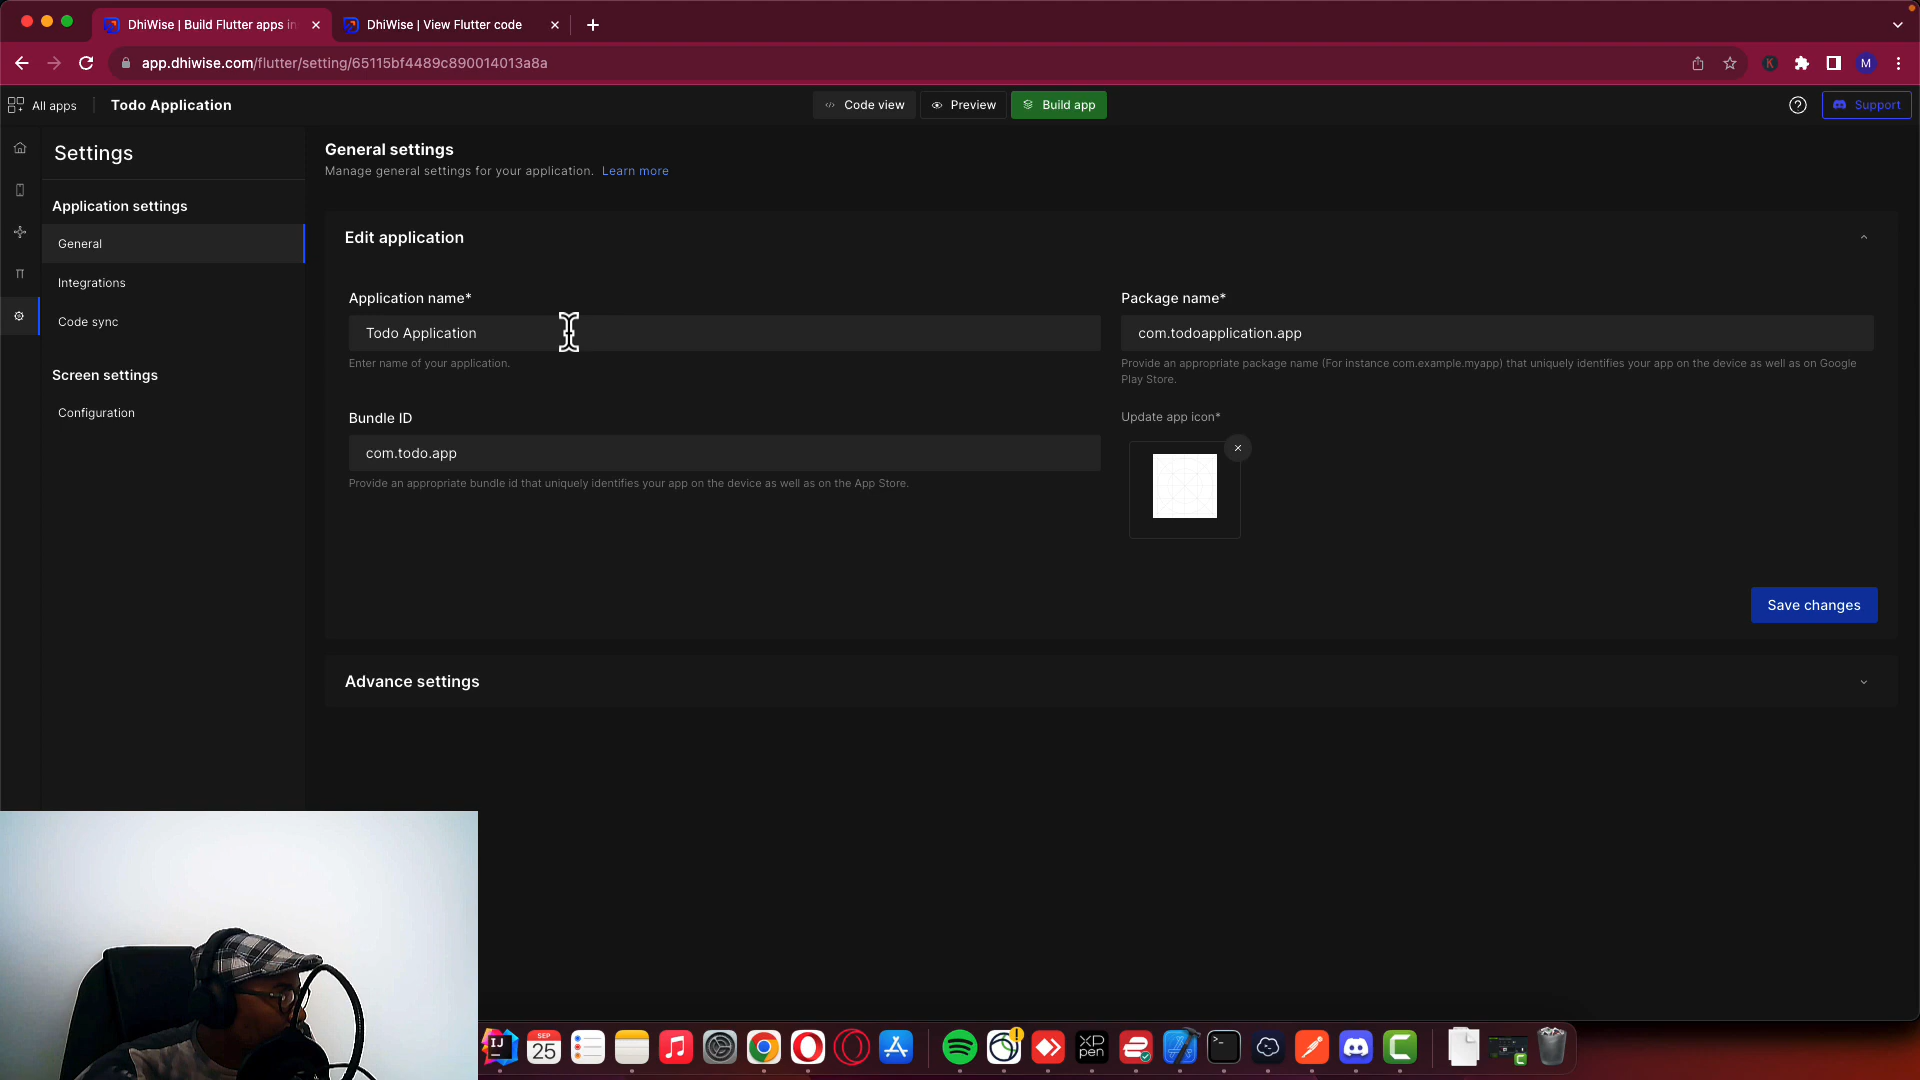 DhiWise | Build Flutter apps in
DhiWise | View Flutter code
app.dhiwise.com/flutter/setting/65115bf4489c890014013a8a
K
M
All apps
Todo Application
Code view
Preview
Build app
Support
Settings
Application settings
General
Integrations
Code sync
Screen settings
Configuration
General settings
Manage general settings for your application. Learn more
Edit application
Application name*
Todo Application
Enter name of your application.
Package name*
com.todoapplication.app
Provide an appropriate package name (For instance com.example.myapp) that uniquely identifies your app on the device as well as on Google
Play Store.
Bundle ID
com.todo.app
Provide an appropriate bundle id that uniquely identifies your app on the device as well as on the App Store.
Update app icon*
Save changes
Advance settings
IJ
SEP
25
XP
pen